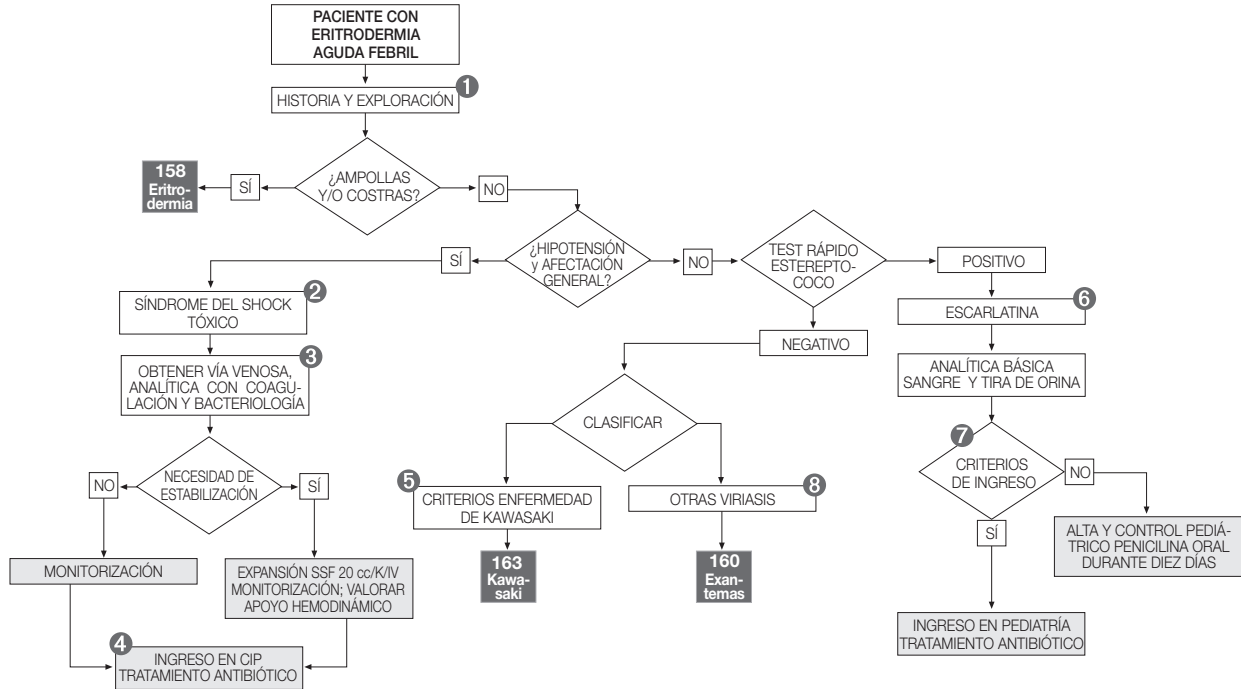 PACIENTE CON
ERITRODERMIA
AGUDA FEBRIL
1
HISTORIA Y EXPLORACIÓN
¿AMPOLLAS
Y/O COSTRAS?
SÍ
158
Eritro-
dermia
NO
¿HIPOTENSIÓN
y AFECTACIÓN
GENERAL?
SÍ
NO
TEST RÁPIDO
ESTEREPTO-
COCO
POSITIVO
2
SÍNDROME DEL SHOCK
TÓXICO
6
ESCARLATINA
NEGATIVO
3
OBTENER VÍA VENOSA,
ANALÍTICA CON COAGU-
LACIÓN Y BACTERIOLOGÍA
ANALÍTICA BÁSICA
SANGRE Y TIRA DE ORINA
CLASIFICAR
7
CRITERIOS
DE INGRESO
NO
SÍ
NECESIDAD DE
ESTABILIZACIÓN
NO
SÍ
5
CRITERIOS ENFERMEDAD
DE KAWASAKI
8
OTRAS VIRIASIS
ALTA Y CONTROL PEDIÁ-
TRICO PENICILINA ORAL
DURANTE DIEZ DÍAS
MONITORIZACIÓN
EXPANSIÓN SSF 20 cc/K/IV
MONITORIZACIÓN; VALORAR
APOYO HEMODINÁMICO
163
Kawa-
saki
160
Exan-
temas
INGRESO EN PEDIATRÍA
TRATAMIENTO ANTIBIÓTICO
4
INGRESO EN CIP
TRATAMIENTO ANTIBIÓTICO